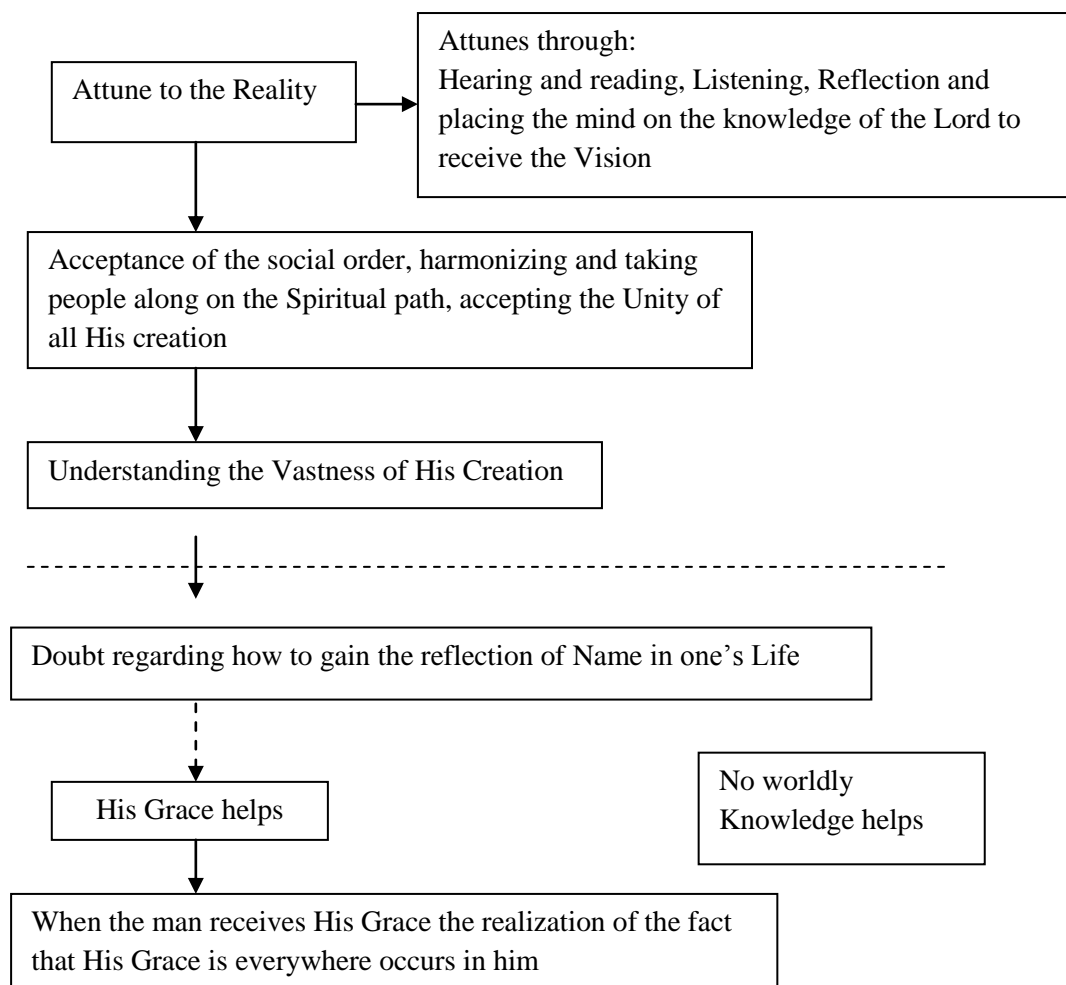 Attune to the Reality
Attunes through:
Hearing and reading, Listening, Reflection and
placing the mind on the knowledge of the Lord to
receive the Vision
Acceptance of the social order, harmonizing and taking
people along on the Spiritual path, accepting the Unity of
all His creation
Understanding the Vastness of His Creation
Doubt regarding how to gain the reflection of Name in one’s Life
His Grace helps
No worldly
Knowledge helps
When the man receives His Grace the realization of the fact
that His Grace is everywhere occurs in him